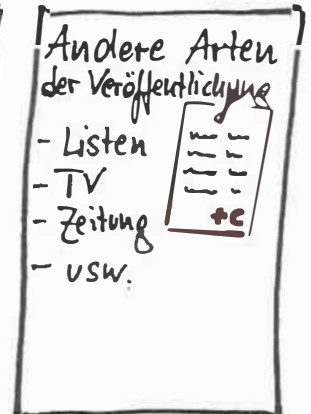 Andere Arten
der Veröffentlichung
- Listen
- TV
- Zeitung
- usw.
+e